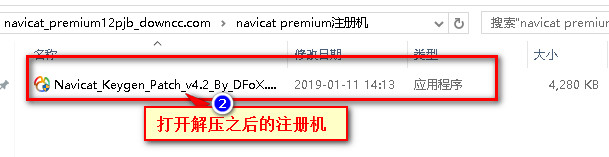 navicat_premium12pjb_downcc.com › navicat premium注册机
搜索"navicat premium
名称 修改日期 类型 大小
Navicat_Keygen_Patch_v4.2_By_DFoX.... 2019-01-11 14:13 应用程序 4,280 KB
2
打开解压之后的注册机